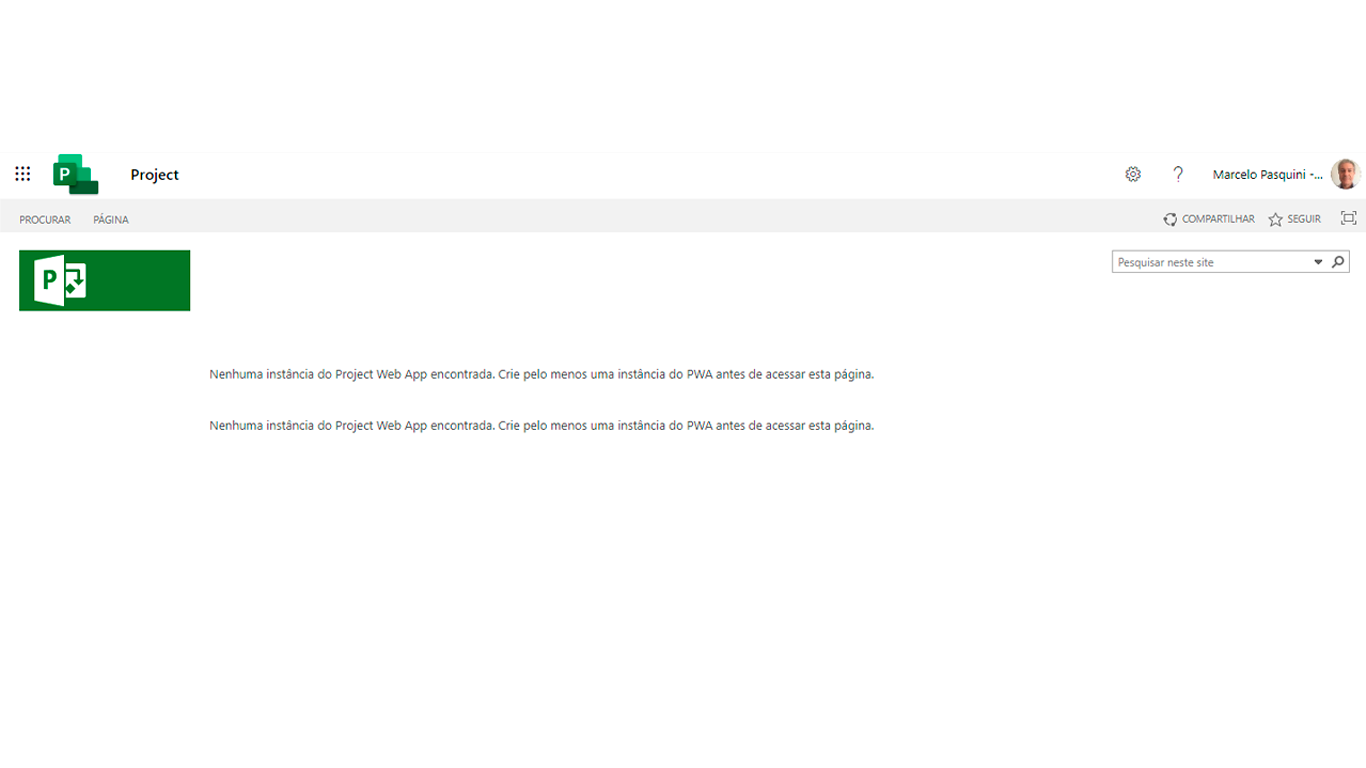 P Project Marcelo Pasquini -...
PROCURAR PÁGINA COMPARTILHAR SEGUIR
P Pesquisar neste site
Nenhuma instância do Project Web App encontrada. Crie pelo menos uma instância do PWA antes de acessar esta página.
Nenhuma instância do Project Web App encontrada. Crie pelo menos uma instância do PWA antes de acessar esta página.